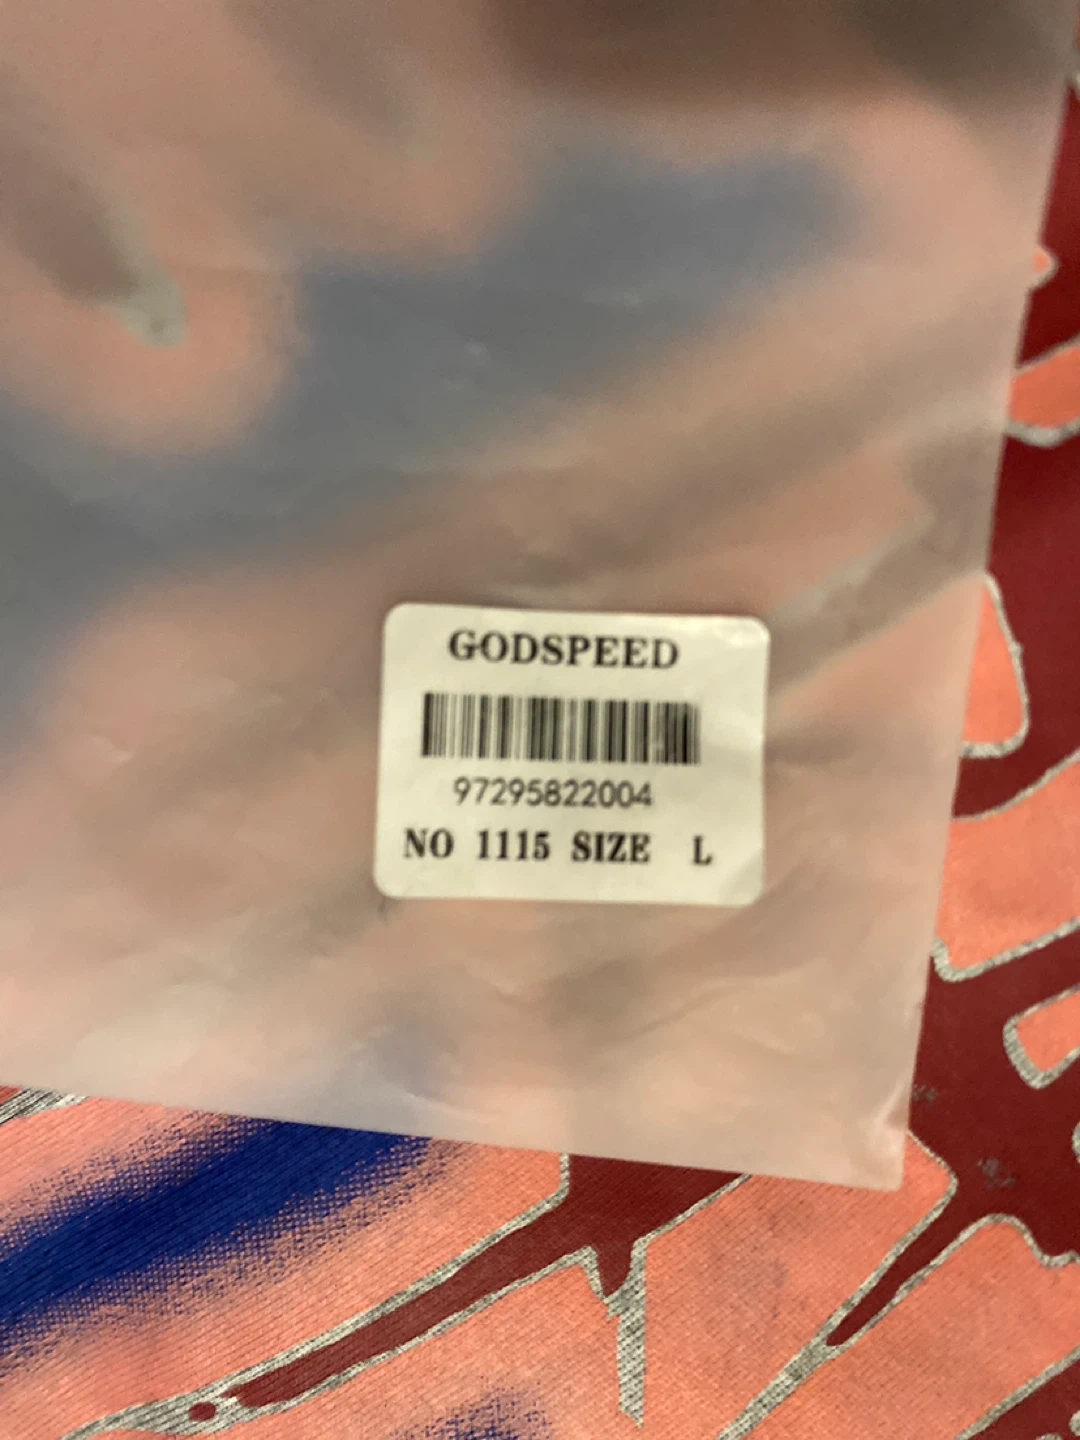 GODSPEED
97295822004
NO 1115 SIZE L